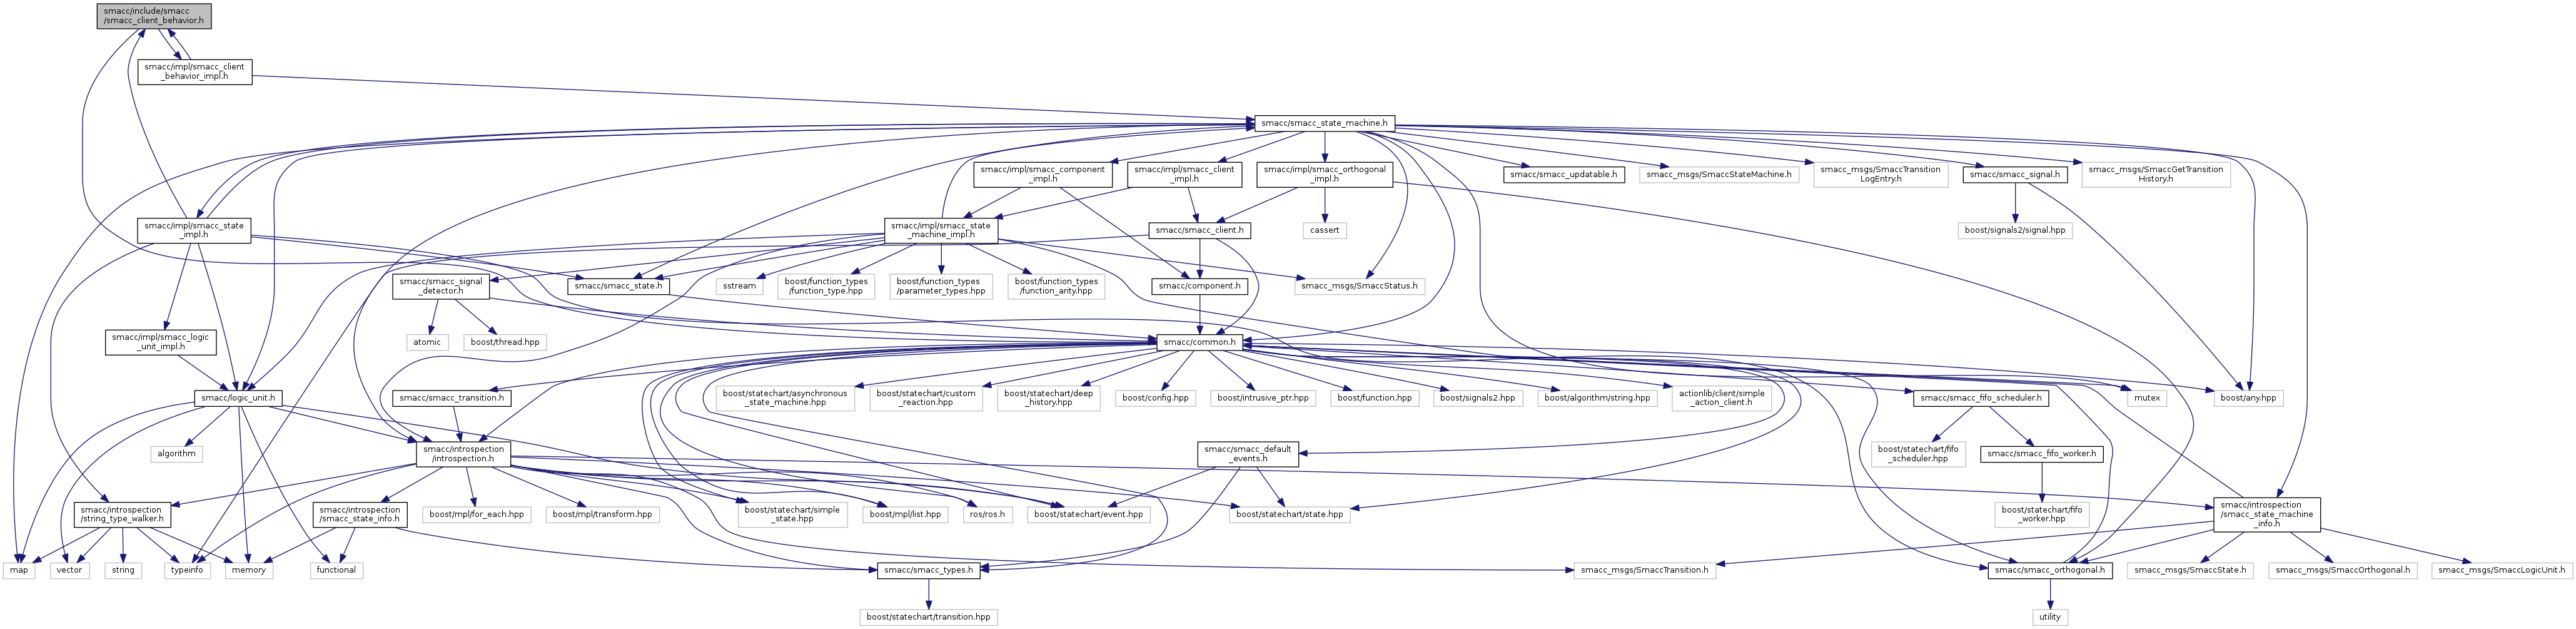 smacc/include/smacc
/smacc_client_behavior.h
smacc/impl/smacc_client
_behavior_impl.h
smacc/smacc_state_machine.h
smacc/impl/smacc_component
_impl.h
smacc/impl/smacc_client
_impl.h
smacc/impl/smacc_orthogonal
_impl.h
smacc/smacc_updatable.h
smacc_msgs/SmaccStateMachine.h
smacc_msgs/SmaccTransition
LogEntry.h
smacc/smacc_signal.h
smacc_msgs/SmaccGetTransition
History.h
smacc/impl/smacc_state
_impl.h
smacc/impl/smacc_state
_machine_impl.h
smacc/smacc_client.h
cassert
boost/signals2/signal.hpp
smacc/smacc_signal
_detector.h
smacc/smacc_state.h
sstream
boost/function_types
/function_type.hpp
boost/function_types
/parameter_types.hpp
boost/function_types
/function_arity.hpp
smacc/component.h
smacc_msgs/SmaccStatus.h
smacc/impl/smacc_logic
_unit_impl.h
atomic
boost/thread.hpp
smacc/common.h
smacc/logic_unit.h
smacc/smacc_transition.h
boost/statechart/asynchronous
_state_machine.hpp
boost/statechart/custom
_reaction.hpp
boost/statechart/deep
_history.hpp
boost/config.hpp
boost/intrusive_ptr.hpp
boost/function.hpp
boost/signals2.hpp
boost/algorithm/string.hpp
actionlib/client/simple
_action_client.h
smacc/smacc_fifo_scheduler.h
mutex
boost/any.hpp
algorithm
smacc/introspection
/introspection.h
smacc/smacc_default
_events.h
boost/statechart/fifo
_scheduler.hpp
smacc/smacc_fifo_worker.h
smacc/introspection
/string_type_walker.h
smacc/introspection
/smacc_state_info.h
boost/mpl/for_each.hpp
boost/mpl/transform.hpp
boost/statechart/simple
_state.hpp
boost/mpl/list.hpp
ros/ros.h
boost/statechart/event.hpp
boost/statechart/state.hpp
boost/statechart/fifo
_worker.hpp
smacc/introspection
/smacc_state_machine
_info.h
map
vector
string
typeinfo
memory
functional
smacc/smacc_types.h
smacc_msgs/SmaccTransition.h
smacc/smacc_orthogonal.h
smacc_msgs/SmaccState.h
smacc_msgs/SmaccOrthogonal.h
smacc_msgs/SmaccLogicUnit.h
boost/statechart/transition.hpp
utility